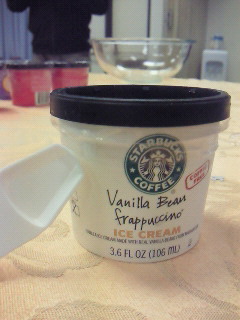 STARBUCKS
COFFEE
Vanilla Bean
frappuccino
ICE CREAM
3.6 FL OZ (106 mL)